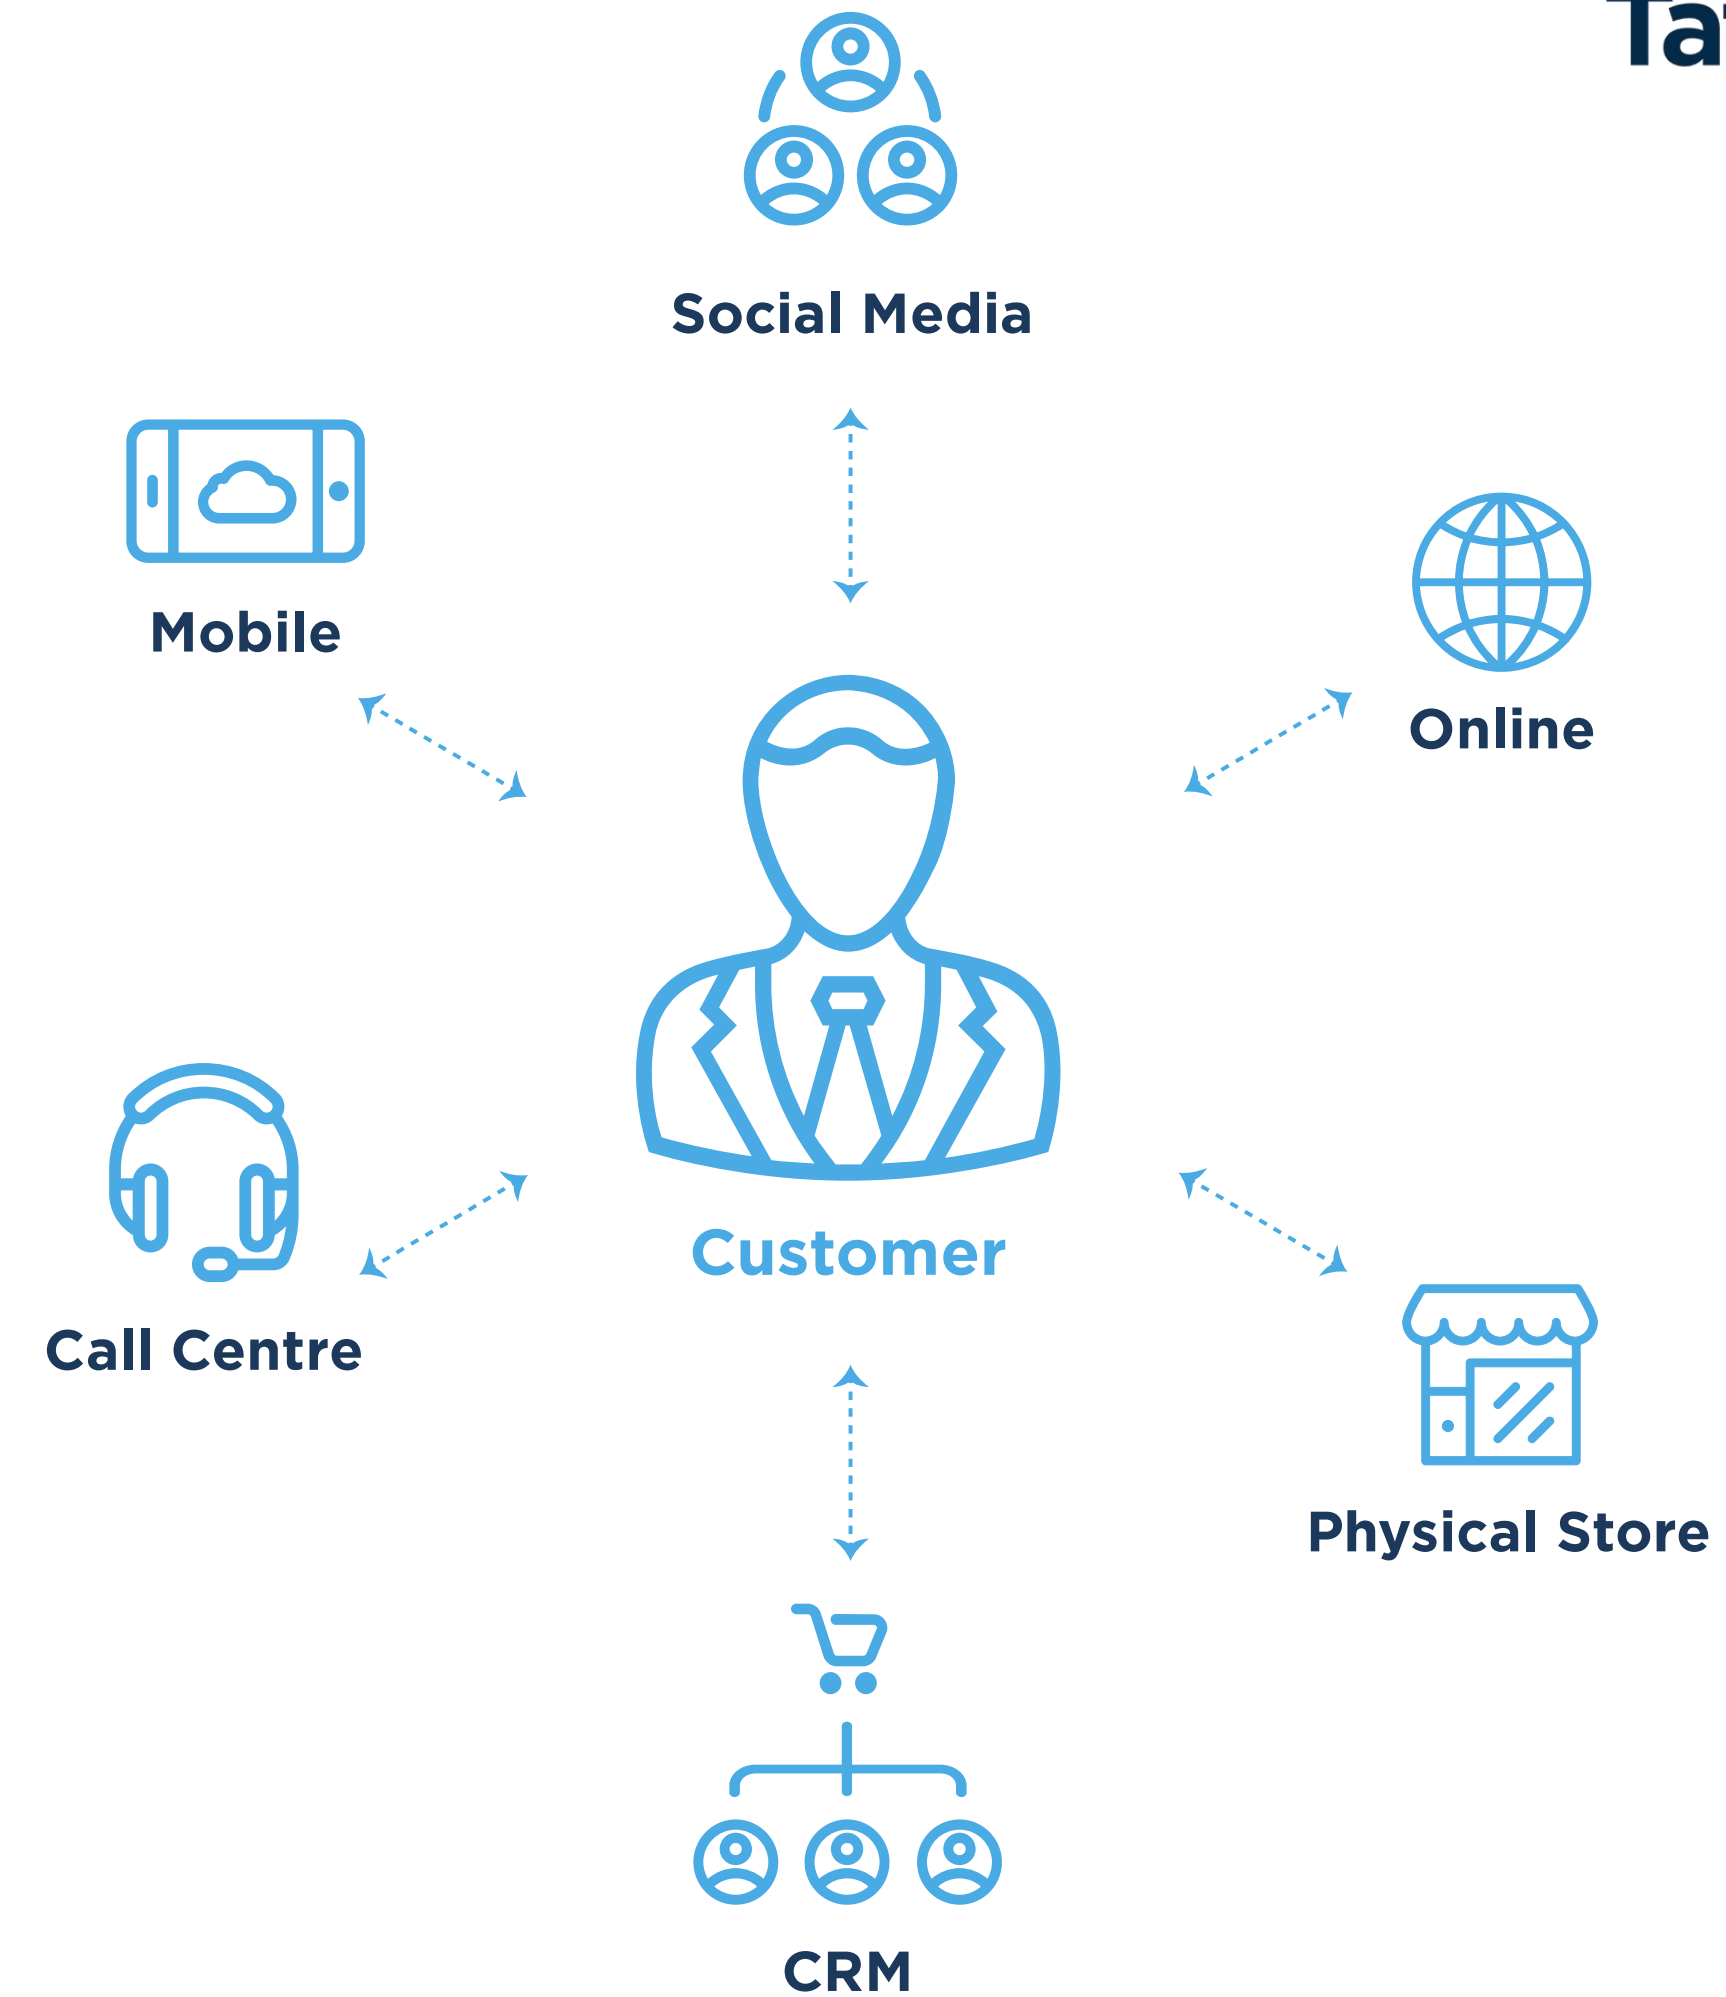 Social Media
Mobile
Online
Customer
Call Centre
Physical Store
CRM